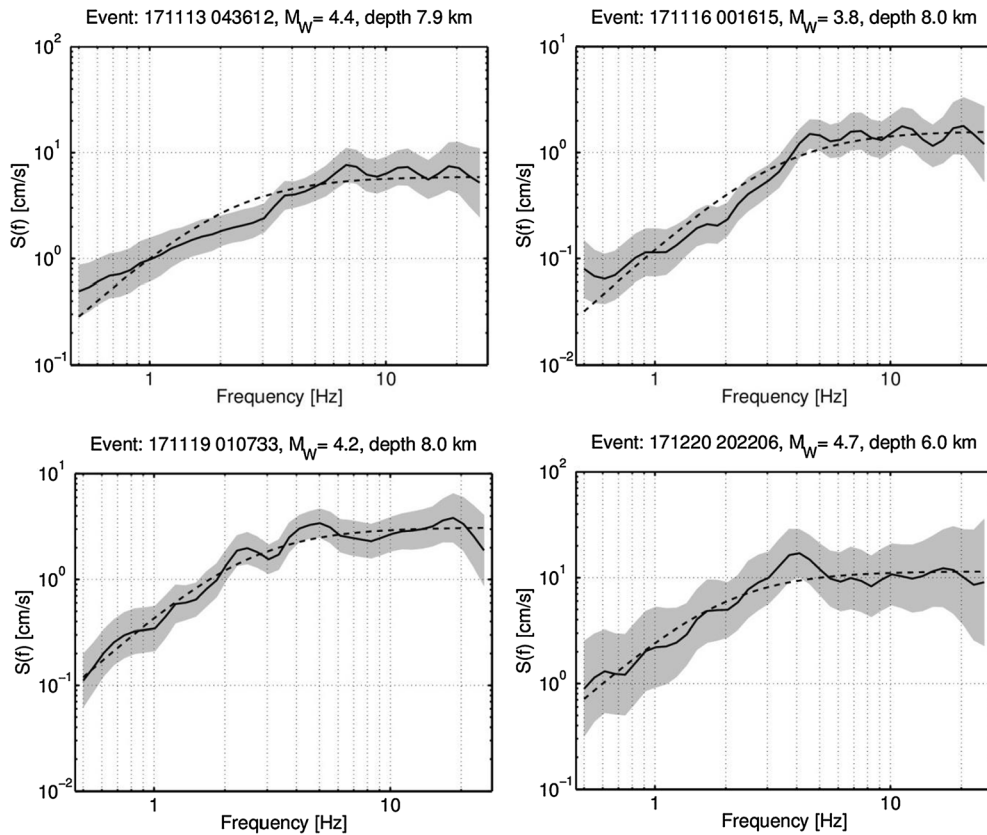 Event: 171113 043612, M_W= 4.4, depth 7.9 km
S(f) [cm/s]
10^2
10^1
10^0
10^-1
1
10
Frequency [Hz]
Event: 171116 001615, M_W= 3.8, depth 8.0 km
S(f) [cm/s]
10^1
10^0
10^-1
10^-2
1
10
Frequency [Hz]
Event: 171119 010733, M_W= 4.2, depth 8.0 km
S(f) [cm/s]
10^1
10^0
10^-1
10^-2
1
10
Frequency [Hz]
Event: 171220 202206, M_W= 4.7, depth 6.0 km
S(f) [cm/s]
10^2
10^1
10^0
10^-1
1
10
Frequency [Hz]